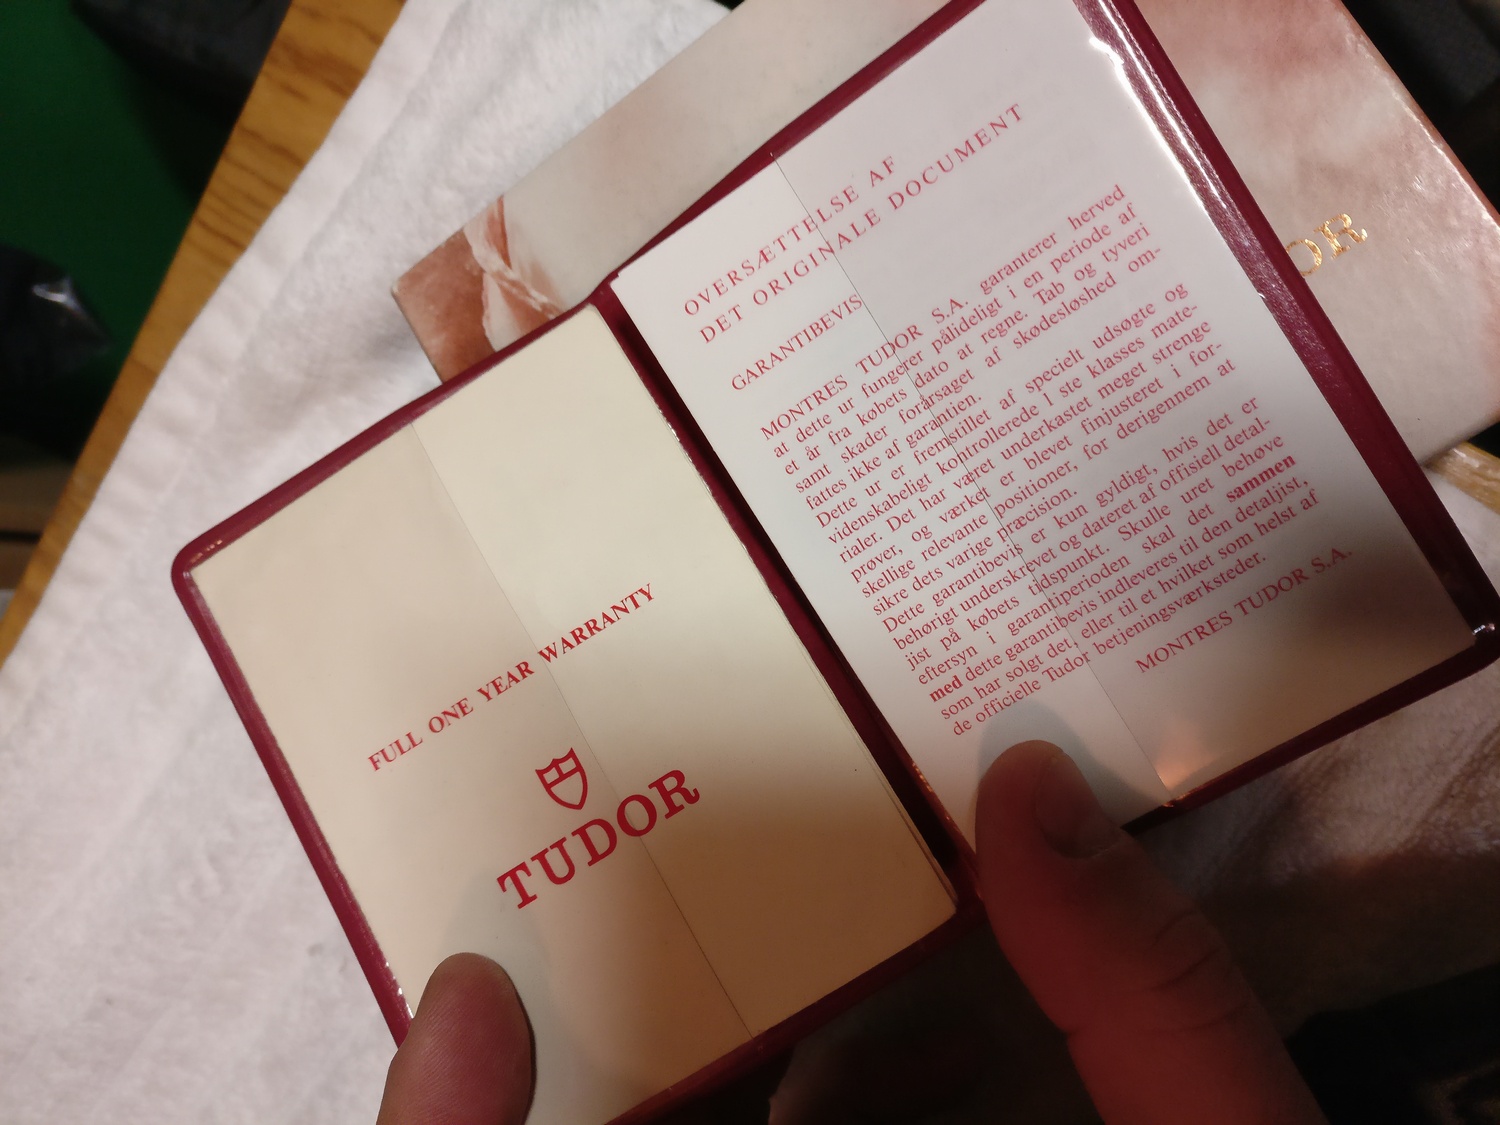 FULL ONE YEAR WARRANTY
TUDOR
OVERSÆTTELSE AF
DET ORIGINALE DOCUMENT
GARANTIBEVIS
MONTRES TUDOR S.A. garanterer herved
at dette ur fungerer pålideligt i en periode af
et år fra købets dato at regne. Tab og tyveri
samt skader forårsaget af skødesløshed om-
fattes ikke af garantien.
Dette ur er fremstillet af specielt udsøgte og
videnskabeligt kontrollerede l ste klasses mate-
rialer. Det har været underkastet meget strenge
prøver, og værket er blevet finjusteret i for-
skellige relevante positioner, for derigennem at
sikre dets varige præcision.
Dette garantibevis er kun gyldigt, hvis det er
behørigt underskrevet og dateret af offisiell detal-
jist på købets tidspunkt. Skulle uret behøve
eftersyn i garantiperioden skal det sammen
med dette garantibevis indleveres til den detaljist,
som har solgt det, eller til et hvilket som helst af
de officielle Tudor betjeningsværksteder.
MONTRES TUDOR S.A.
OR